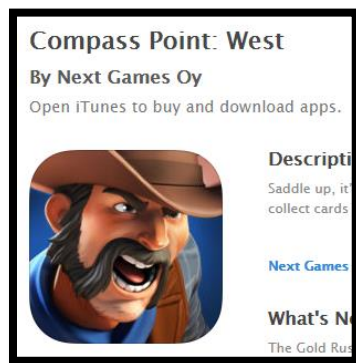 Compass Point: West
By Next Games Oy
Open iTunes to buy and download apps.
Descripti
Saddle up, it'
collect cards
Next Games
What's Ne
The Gold Rus